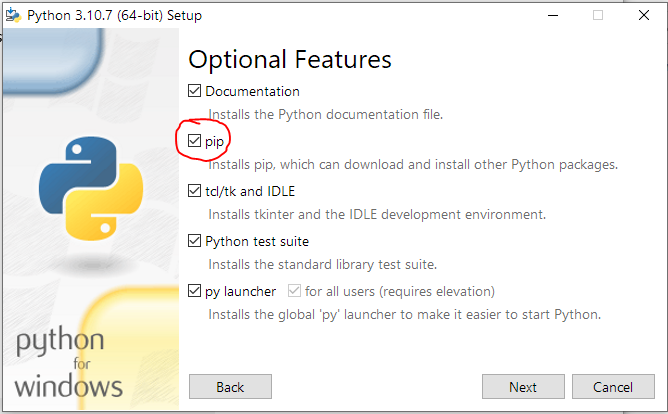 Python 3.10.7 (64-bit) Setup
Optional Features
Documentation
Installs the Python documentation file.
pip
Installs pip, which can download and install other Python packages.
tcl/tk and IDLE
Installs tkinter and the IDLE development environment.
Python test suite
Installs the standard library test suite.
py launcher for all users (requires elevation)
Installs the global 'py' launcher to make it easier to start Python.
python
for
windows
Back Next Cancel